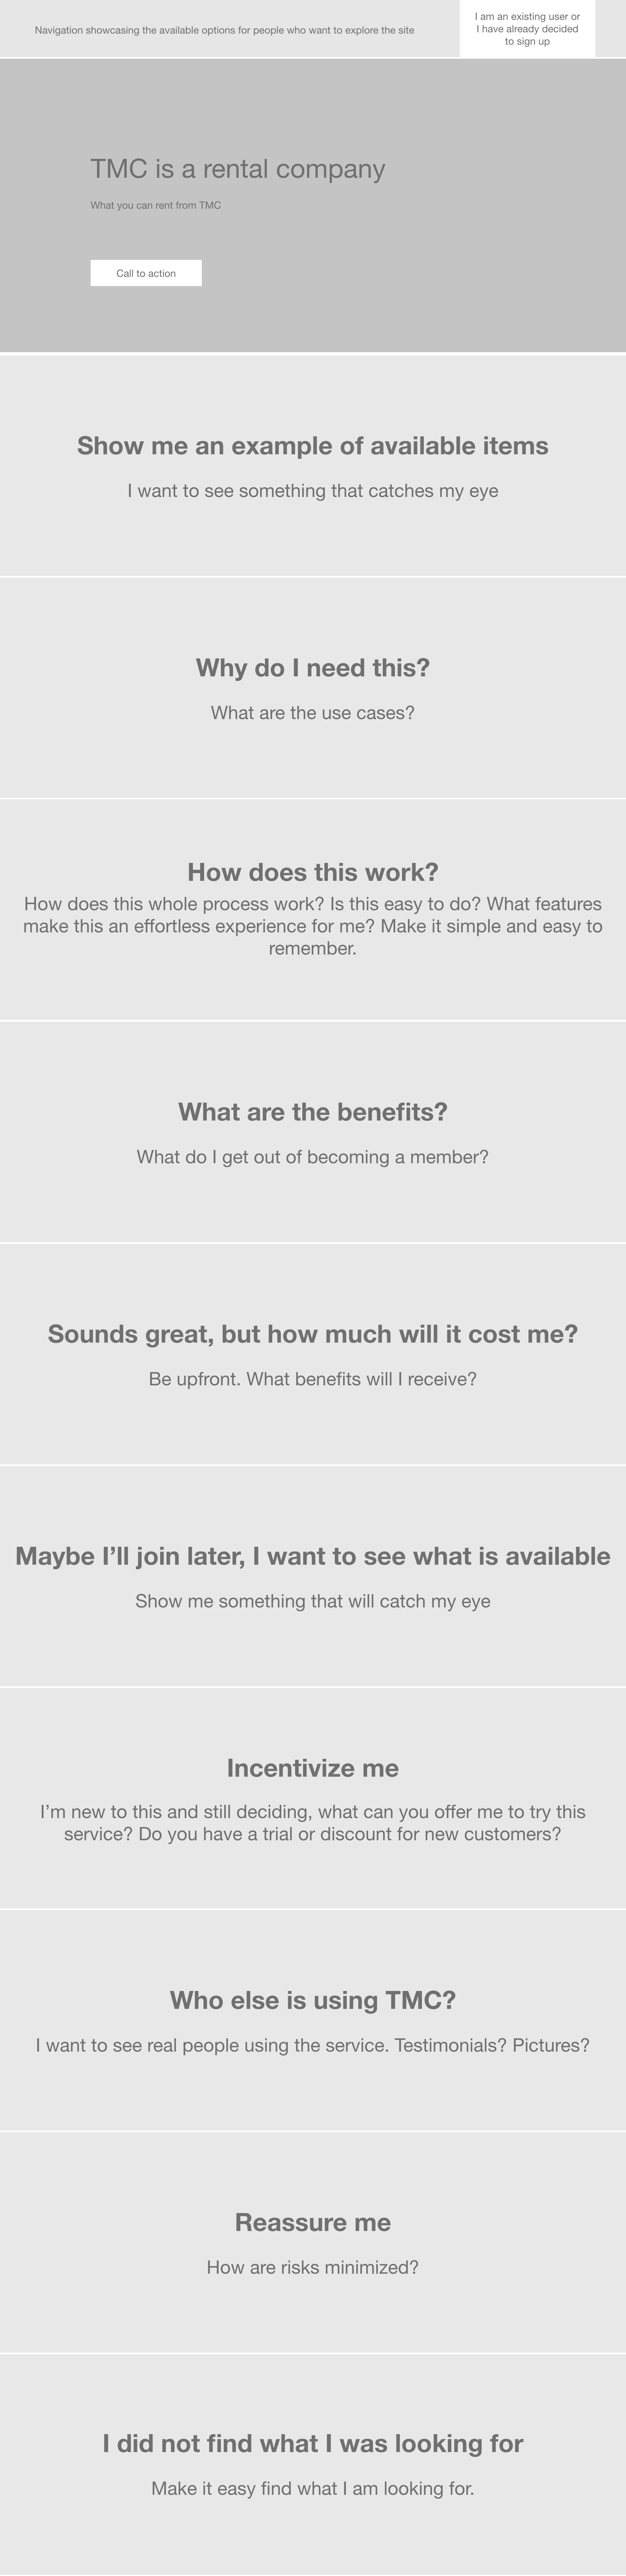 Navigation showcasing the available options for people who want to explore the site
I am an existing user or
I have already decided
to sign up
TMC is a rental company
What you can rent from TMC
Call to action
Show me an example of available items
I want to see something that catches my eye
Why do I need this?
What are the use cases?
How does this work?
How does this whole process work? Is this easy to do? What features
make this an effortless experience for me? Make it simple and easy to
remember.
What are the benefits?
What do I get out of becoming a member?
Sounds great, but how much will it cost me?
Be upfront. What benefits will I receive?
Maybe I’ll join later, I want to see what is available
Show me something that will catch my eye
Incentivize me
I’m new to this and still deciding, what can you offer me to try this
service? Do you have a trial or discount for new customers?
Who else is using TMC?
I want to see real people using the service. Testimonials? Pictures?
Reassure me
How are risks minimized?
I did not find what I was looking for
Make it easy find what I am looking for.